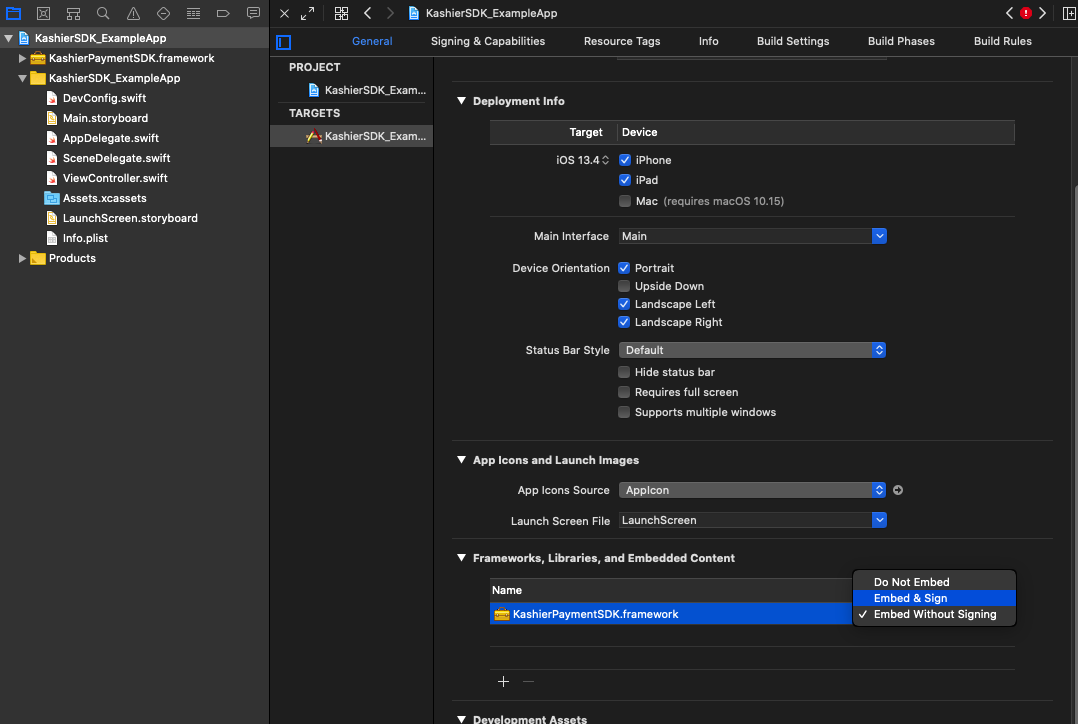 KashierSDK_ExampleApp
General
Signing & Capabilities
Resource Tags
Info
Build Settings
Build Phases
Build Rules
KashierSDK_ExampleApp
KashierPaymentSDK.framework
KashierSDK_ExampleApp
DevConfig.swift
Main.storyboard
AppDelegate.swift
SceneDelegate.swift
ViewController.swift
Assets.xcassets
LaunchScreen.storyboard
Info.plist
Products
PROJECT
KashierSDK_Exam...
TARGETS
KashierSDK_Exam...
Deployment Info
Target Device
iOS 13.4 iPhone
iPad
Mac (requires macOS 10.15)
Main Interface Main
Device Orientation Portrait
Upside Down
Landscape Left
Landscape Right
Status Bar Style Default
Hide status bar
Requires full screen
Supports multiple windows
App Icons and Launch Images
App Icons Source AppIcon
Launch Screen File LaunchScreen
Frameworks, Libraries, and Embedded Content
Name
KashierPaymentSDK.framework
Do Not Embed
Embed & Sign
Embed Without Signing
Development Assets